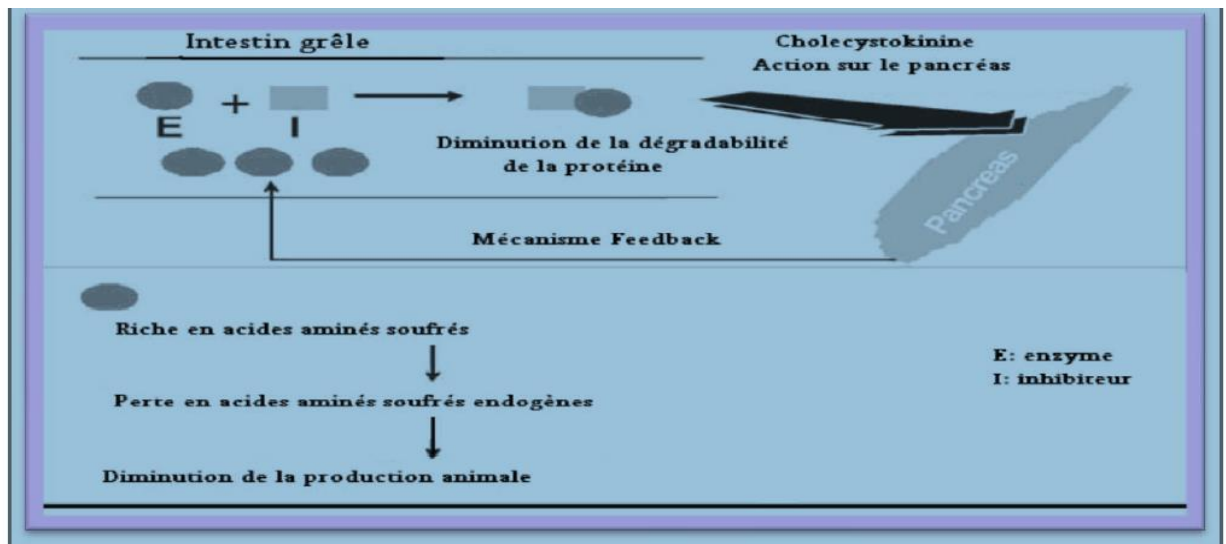 Intestin grêle
Cholecystokinine
Action sur le pancréas
E + I
Diminution de la dégradabilité
de la protéine
Pancreas
Mécanisme Feedback
Riche en acides aminés soufrés
E: enzyme
I: inhibiteur
Perte en acides aminés soufrés endogènes
Diminution de la production animale